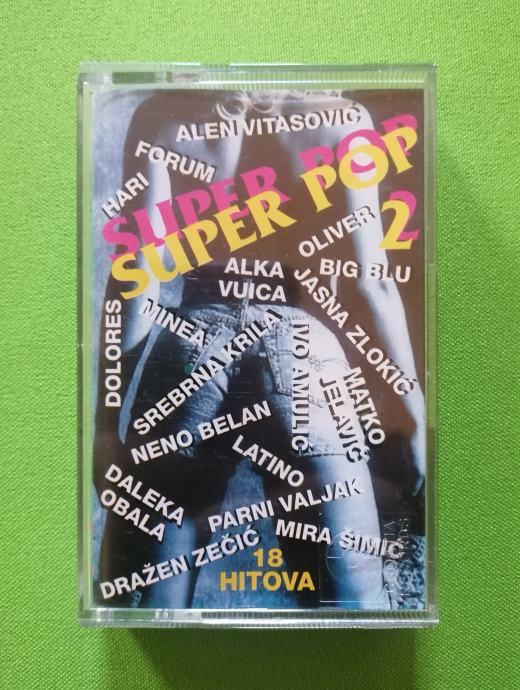 ALEN VITASOVIĆ
FORUM
HARI
SUPER POP
SUPER POP
2
OLIVER
ALKA
VUICA
BIG BLU
JASNA ZLOKIĆ
DOLORES
MINEA
SREBRNA KRILA
IVO AMULIĆ
MATKO
JELAVIĆ
NENO BELAN
LATINO
DALEKA
OBALA
PARNI VALJAK
DRAŽEN ZEČIĆ
MIRA ŠIMIĆ
18
HITOVA